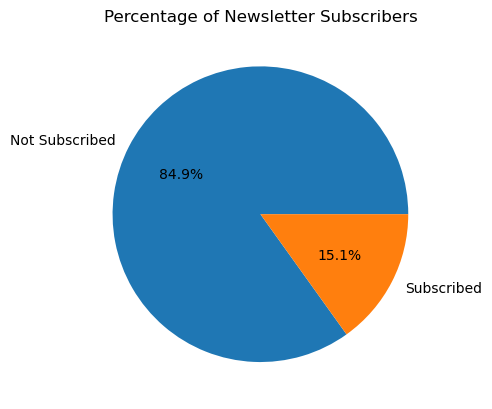 Percentage of Newsletter Subscribers
Not Subscribed
84.9%
15.1%
Subscribed